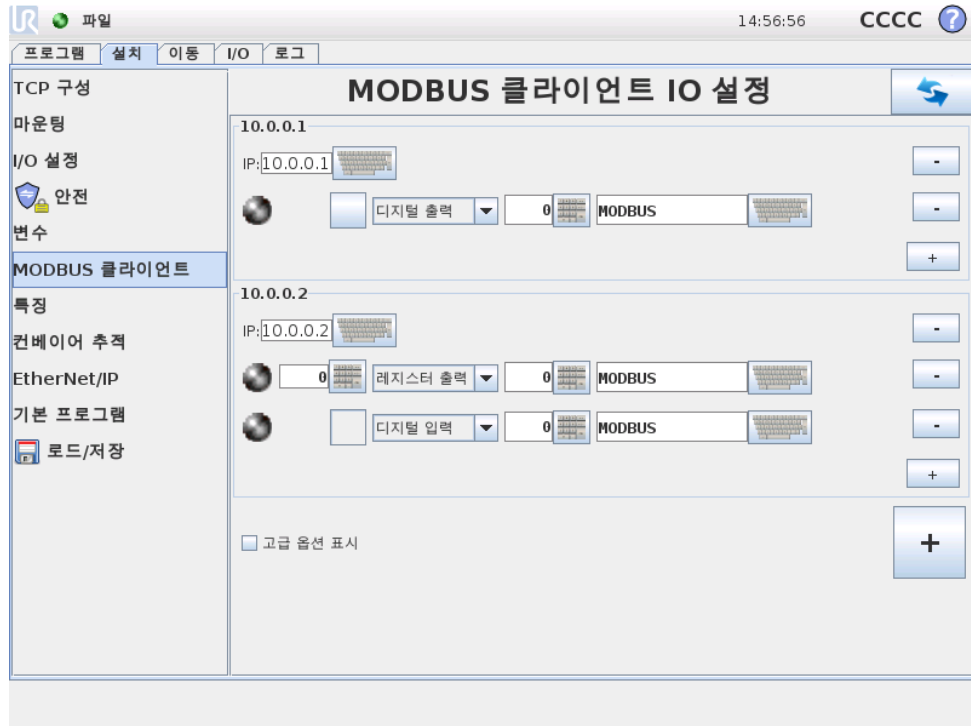 UR 파일 14:56:56 CCCC ?
프로그램 설치 이동 I/O 로그
TCP 구성
마운팅
I/O 설정
안전
변수
MODBUS 클라이언트
특징
컨베이어 추적
EtherNet/IP
기본 프로그램
로드/저장
MODBUS 클라이언트 IO 설정
10.0.0.1
IP: 10.0.0.1 -
디지털 출력 0 MODBUS -
+
10.0.0.2
IP: 10.0.0.2 -
0 레지스터 출력 0 MODBUS -
디지털 입력 0 MODBUS -
+
고급 옵션 표시 +